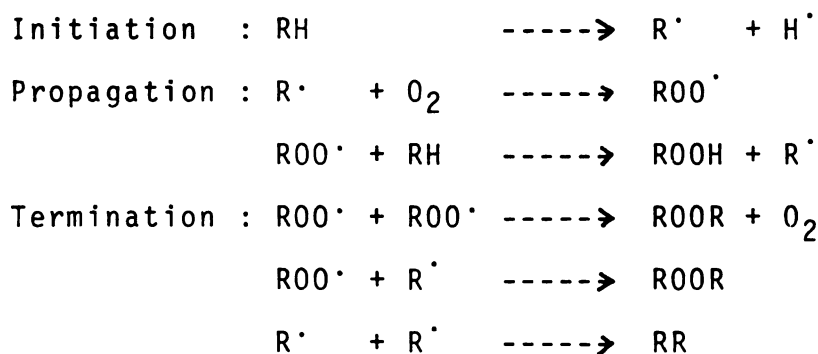 Initiation : RH -----> R· + H·
Propagation : R· + O₂ -----> ROO·
ROO· + RH -----> ROOH + R·
Termination : ROO· + ROO· -----> ROOR + O₂
ROO· + R· -----> ROOR
R· + R· -----> RR